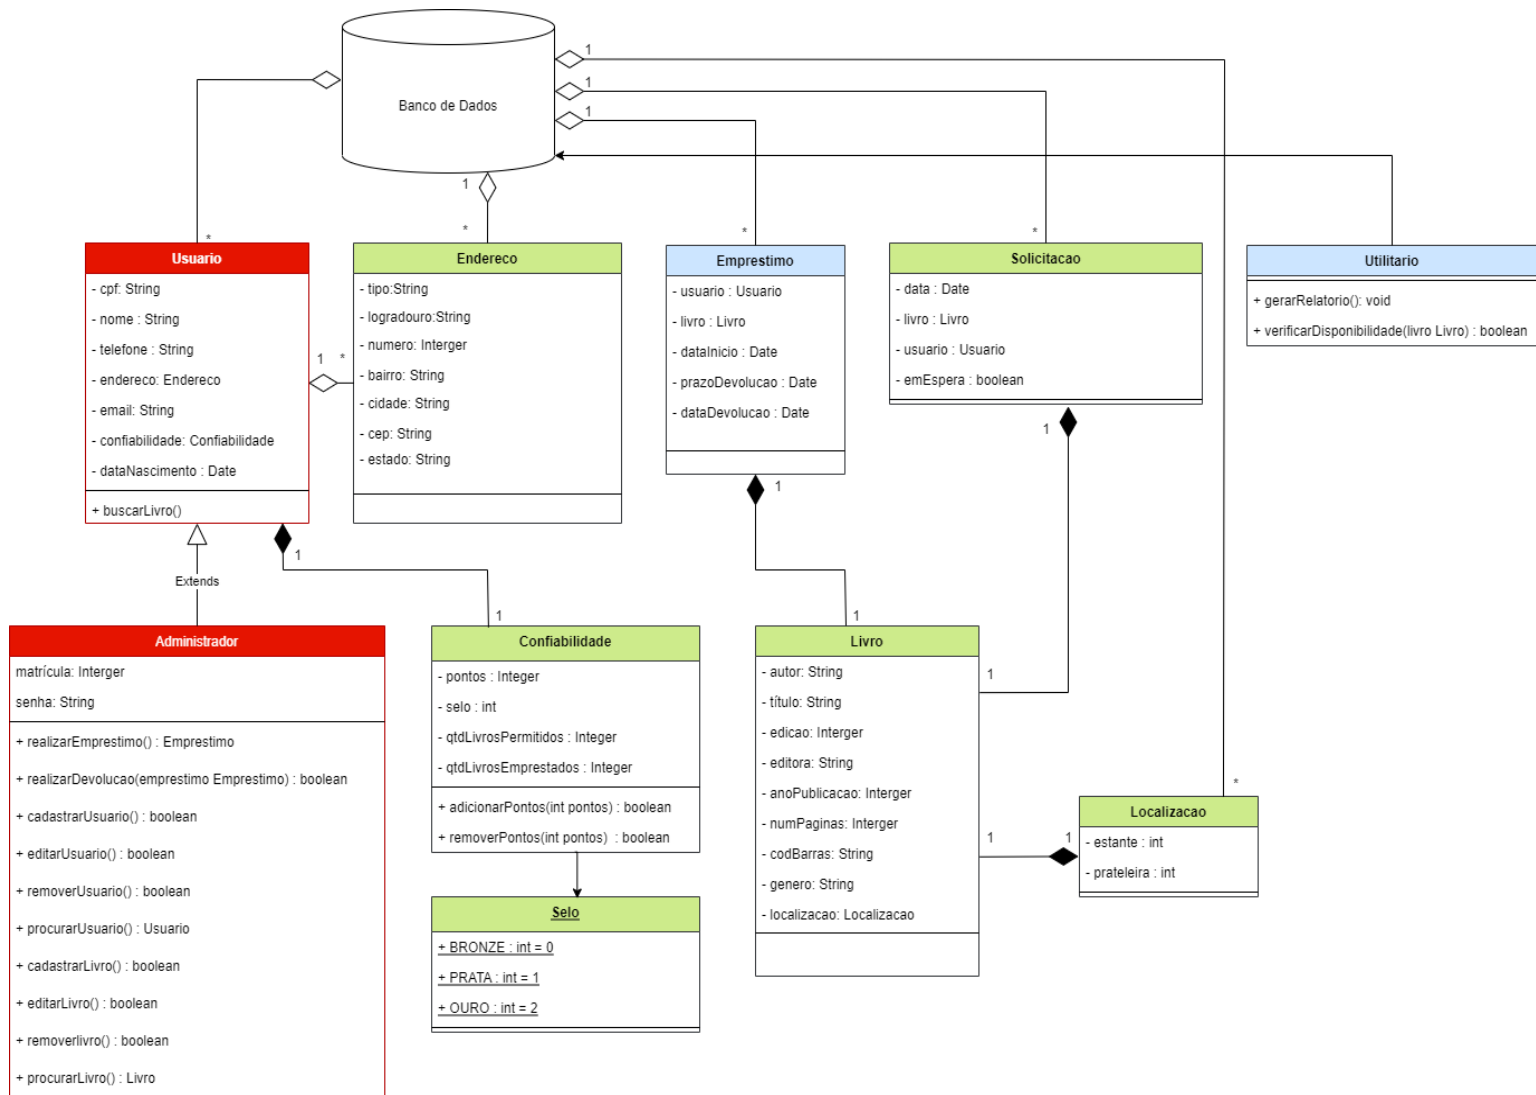 Banco de Dados
1
1
1
1
*
*
*
*
Usuario
- cpf: String
- nome : String
- telefone : String
- endereco: Endereco
- email: String
- confiabilidade: Confiabilidade
- dataNascimento : Date
+ buscarLivro()
1
*
Endereco
- tipo:String
- logradouro:String
- numero: Interger
- bairro: String
- cidade: String
- cep: String
- estado: String
Emprestimo
- usuario : Usuario
- livro : Livro
- dataInicio : Date
- prazoDevolucao : Date
- dataDevolucao : Date
Solicitacao
- data : Date
- livro : Livro
- usuario : Usuario
- emEspera : boolean
Utilitario
+ gerarRelatorio(): void
+ verificarDisponibilidade(livro Livro) : boolean
1
1
1
Extends
1
1
Administrador
matrícula: Interger
senha: String
+ realizarEmprestimo() : Emprestimo
+ realizarDevolucao(emprestimo Emprestimo) : boolean
+ cadastrarUsuario() : boolean
+ editarUsuario() : boolean
+ removerUsuario() : boolean
+ procurarUsuario() : Usuario
+ cadastrarLivro() : boolean
+ editarLivro() : boolean
+ removerlivro() : boolean
+ procurarLivro() : Livro
Confiabilidade
- pontos : Integer
- selo : int
- qtdLivrosPermitidos : Integer
- qtdLivrosEmprestados : Integer
+ adicionarPontos(int pontos) : boolean
+ removerPontos(int pontos) : boolean
Selo
+ BRONZE : int = 0
+ PRATA : int = 1
+ OURO : int = 2
Livro
- autor: String
- título: String
- edicao: Interger
- editora: String
- anoPublicacao: Interger
- numPaginas: Interger
- codBarras: String
- genero: String
- localizacao: Localizacao
1
1
1
*
Localizacao
- estante : int
- prateleira : int